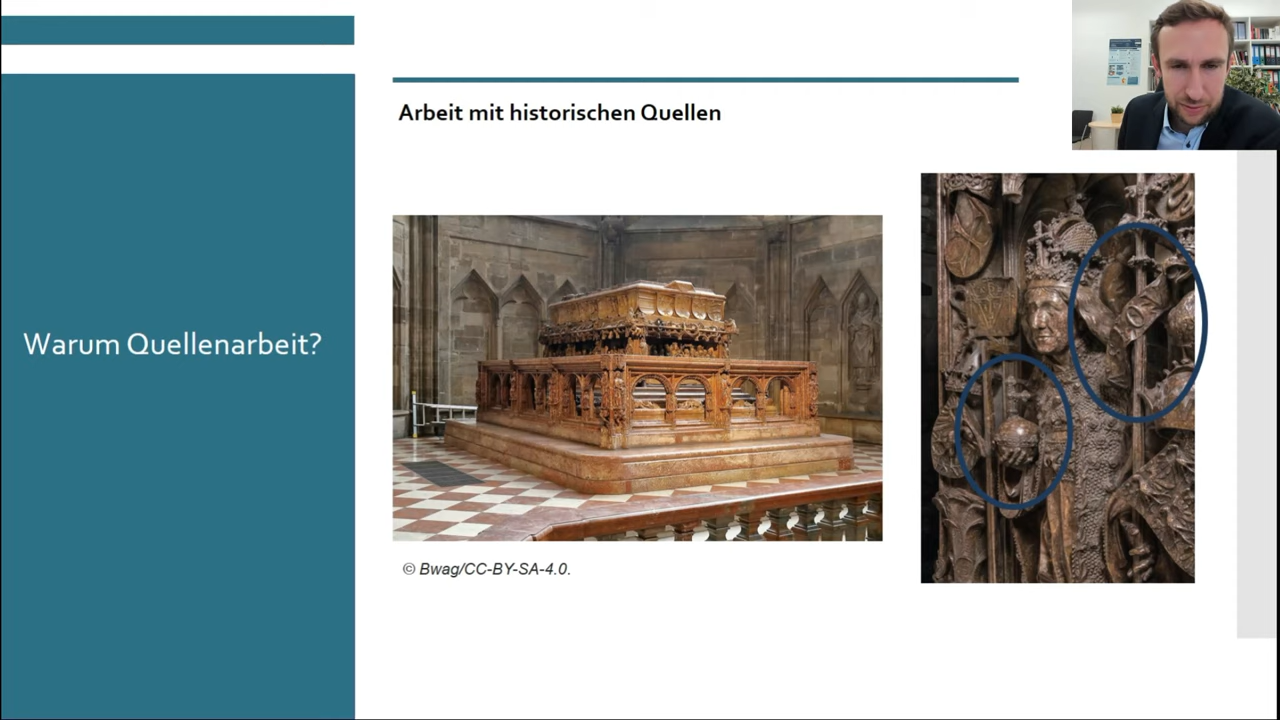 Arbeit mit historischen Quellen
Warum Quellenarbeit?
© Bwag/CC-BY-SA-4.0.